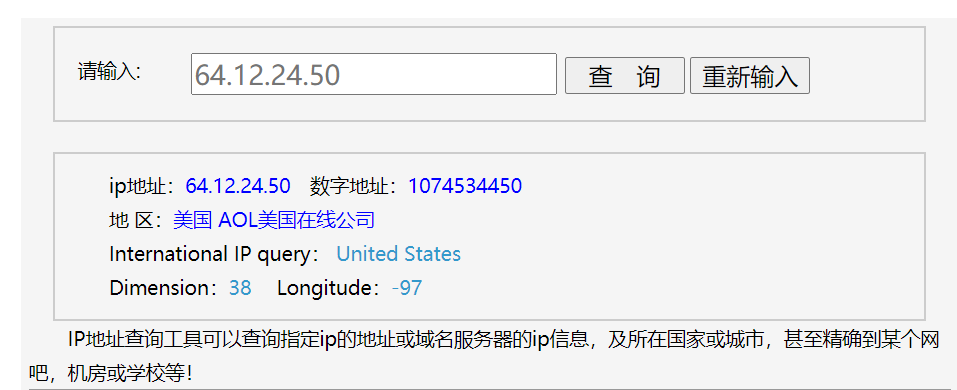 请输入: 64.12.24.50 查 询 重新输入
ip地址：64.12.24.50 数字地址：1074534450
地 区：美国 AOL美国在线公司
International IP query： United States
Dimension：38 Longitude：-97
IP地址查询工具可以查询指定ip的地址或域名服务器的ip信息，及所在国家或城市，甚至精确到某个网
吧，机房或学校等！